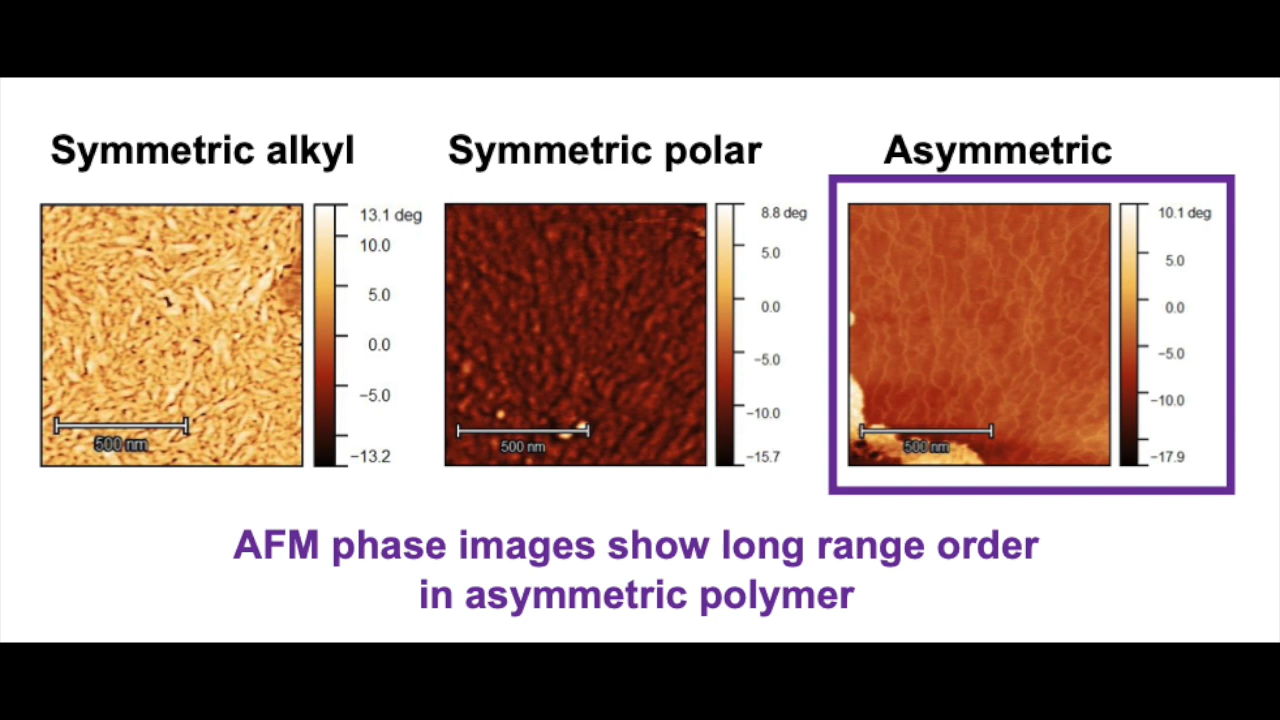 Symmetric alkyl
Symmetric polar
Asymmetric
13.1 deg
10.0
5.0
0.0
−5.0
−13.2
500 nm
8.8 deg
5.0
0.0
−5.0
−10.0
−15.7
500 nm
10.1 deg
5.0
0.0
−5.0
−10.0
−17.9
500 nm
AFM phase images show long range order
in asymmetric polymer